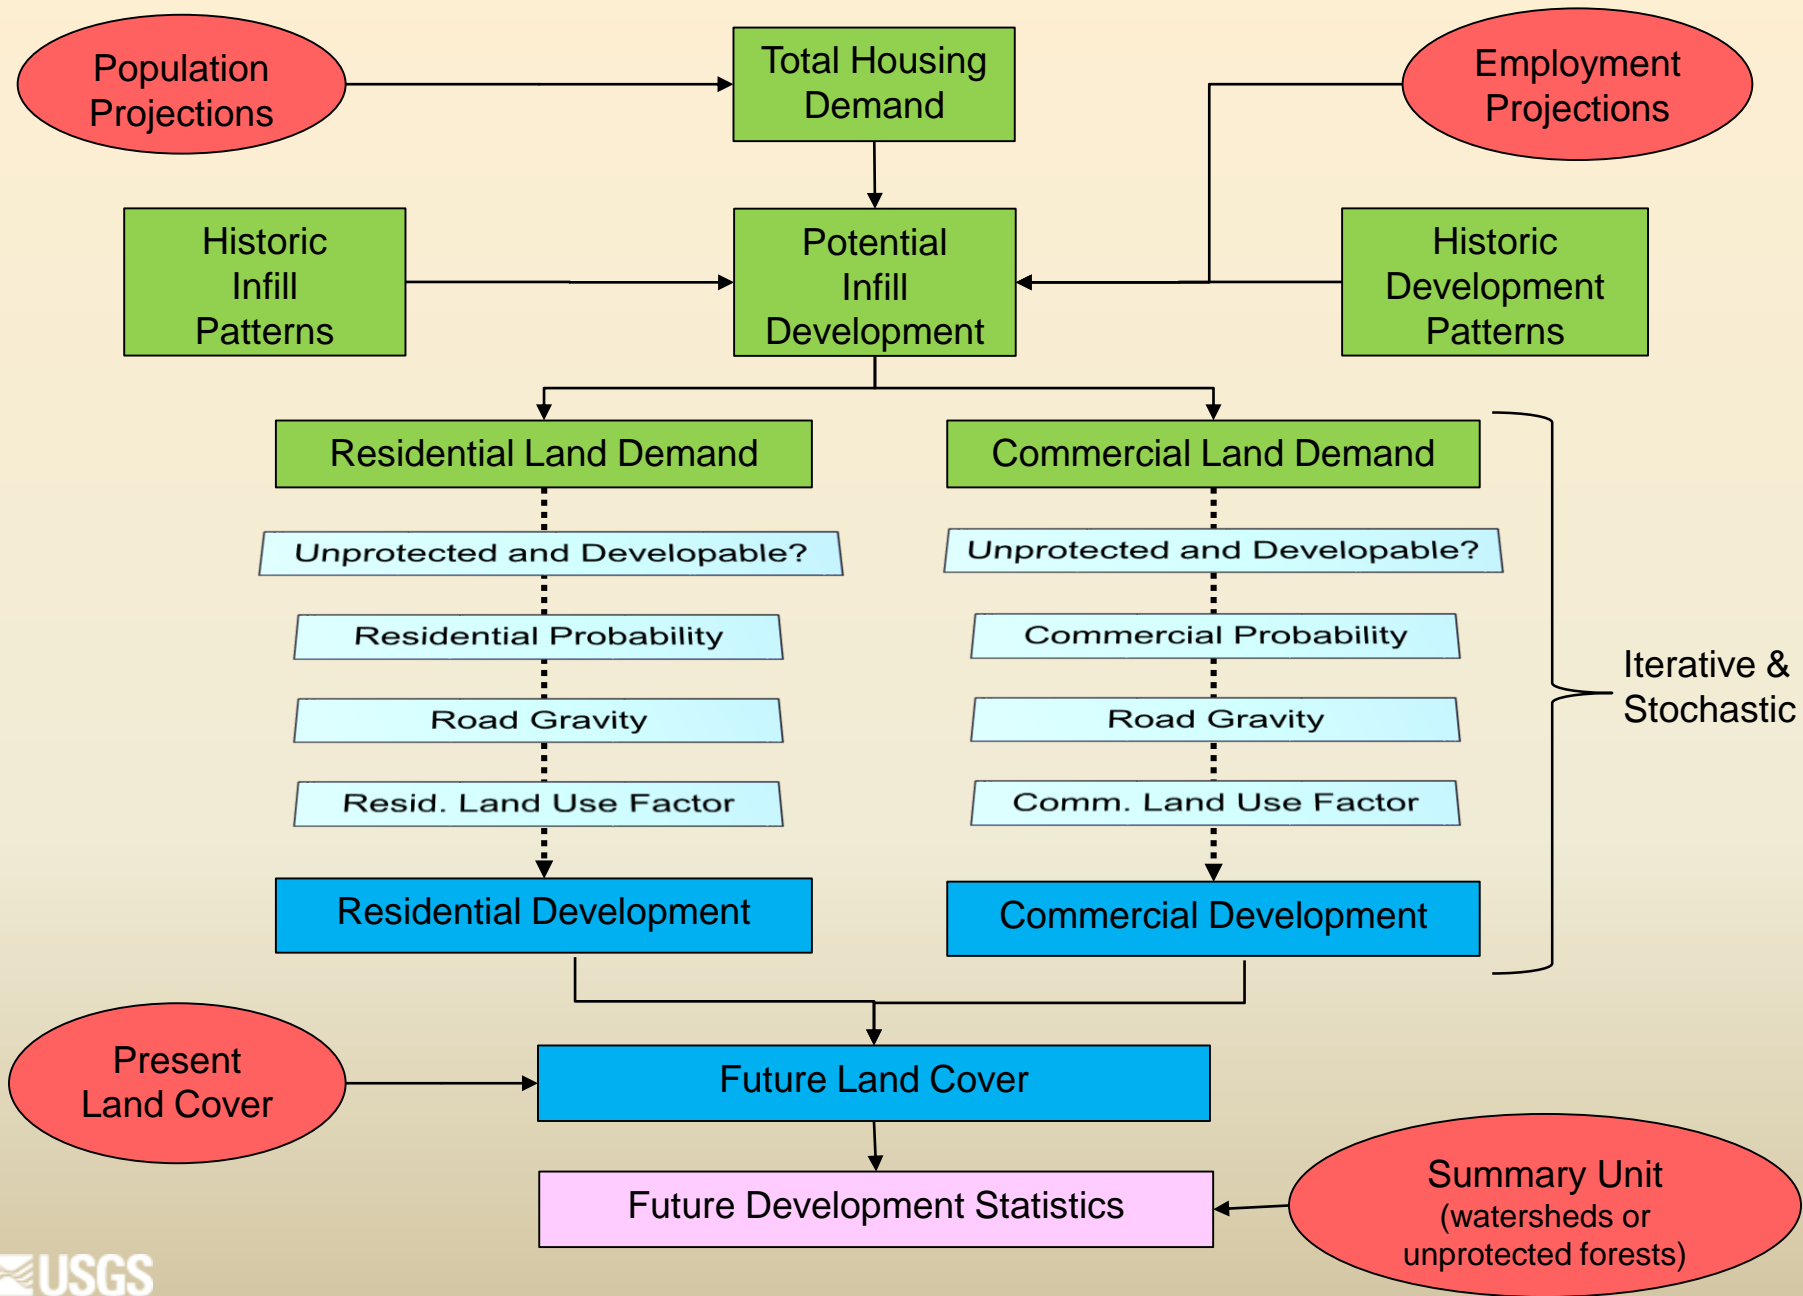 Population
Projections
Total Housing
Demand
Employment
Projections
Historic
Infill
Patterns
Potential
Infill
Development
Historic
Development
Patterns
Residential Land Demand
Commercial Land Demand
Unprotected and Developable?
Unprotected and Developable?
Residential Probability
Commercial Probability
Iterative &
Stochastic
Road Gravity
Road Gravity
Resid. Land Use Factor
Comm. Land Use Factor
Residential Development
Commercial Development
Present
Land Cover
Future Land Cover
Future Development Statistics
Summary Unit
(watersheds or
unprotected forests)
USGS